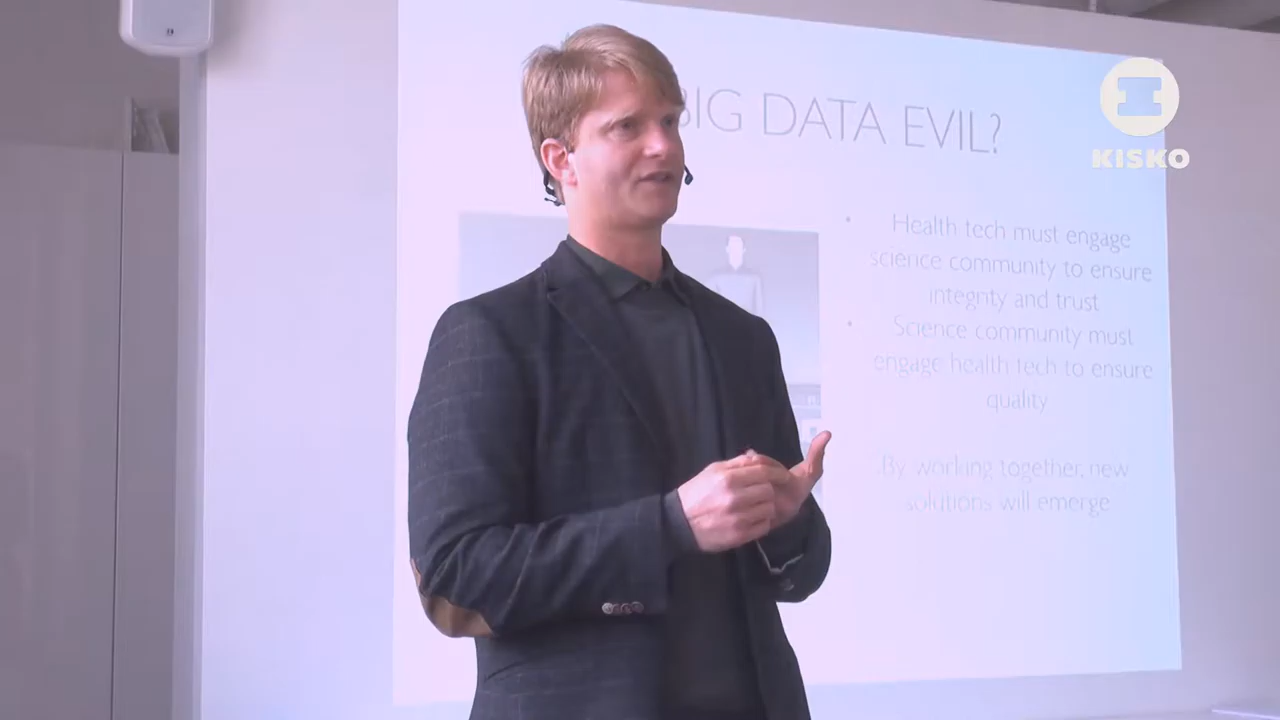 BIG DATA EVIL?
KISKO
Health tech must engage
science community to ensure
integrity and trust
Science community must
engage health tech to ensure
quality
By working together, new
solutions will emerge